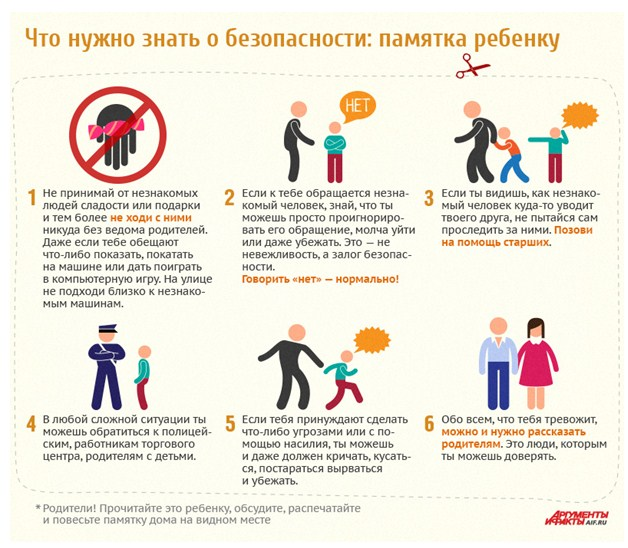 Что нужно знать о безопасности: памятка ребенку
НЕТ
1
Не принимай от незнакомых
людей сладости или подарки
и тем более не ходи с ними
никуда без ведома родителей.
Даже если тебе обещают
что-либо показать, покатать
на машине или дать поиграть
в компьютерную игру. На улице
не подходи близко к незнако-
мым машинам.
2
Если к тебе обращается незна-
комый человек, знай, что ты
можешь просто проигнориро-
вать его обращение, молча уйти
или даже убежать. Это — не
невежливость, а залог безопас-
ности.
Говорить «нет» — нормально!
3
Если ты видишь, как незнако-
мый человек куда-то уводит
твоего друга, не пытайся сам
проследить за ними. Позови
на помощь старших.
4
В любой сложной ситуации ты
можешь обратиться к полицей-
ским, работникам торгового
центра, родителям с детьми.
5
Если тебя принуждают сделать
что-либо угрозами или с по-
мощью насилия, ты можешь
и даже должен кричать, кусать-
ся, постараться вырваться
и убежать.
6
Обо всем, что тебя тревожит,
можно и нужно рассказать
родителям. Это люди, которым
ты можешь доверять.
* Родители! Прочитайте это ребенку, обсудите, распечатайте
и повесьте памятку дома на видном месте
АРГУМЕНТЫ
И ФАКТЫ AIF.RU